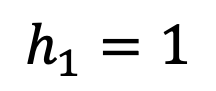 h₁ = 1